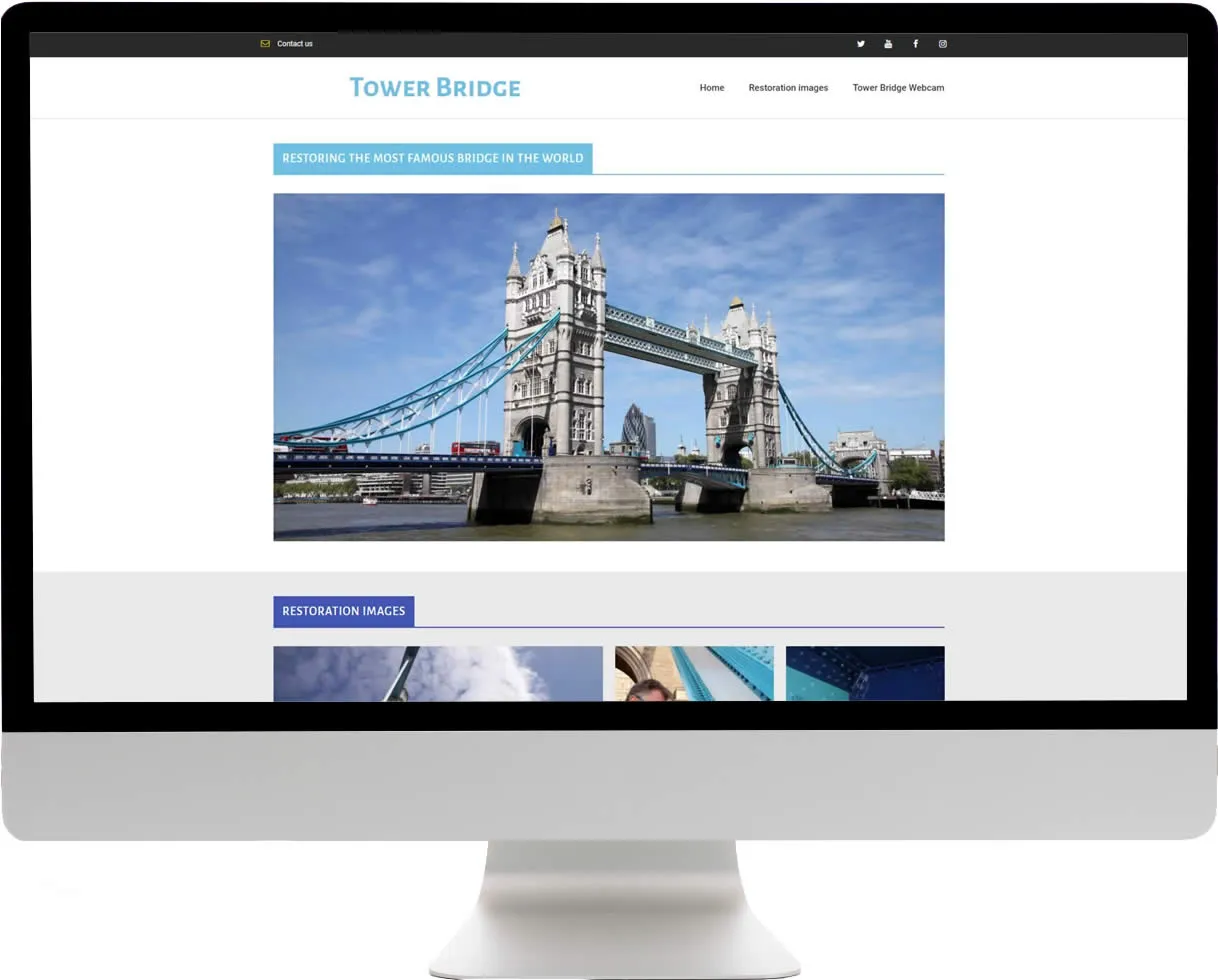 Contact us
Tower Bridge
Home Restoration images Tower Bridge Webcam
RESTORING THE MOST FAMOUS BRIDGE IN THE WORLD
RESTORATION IMAGES